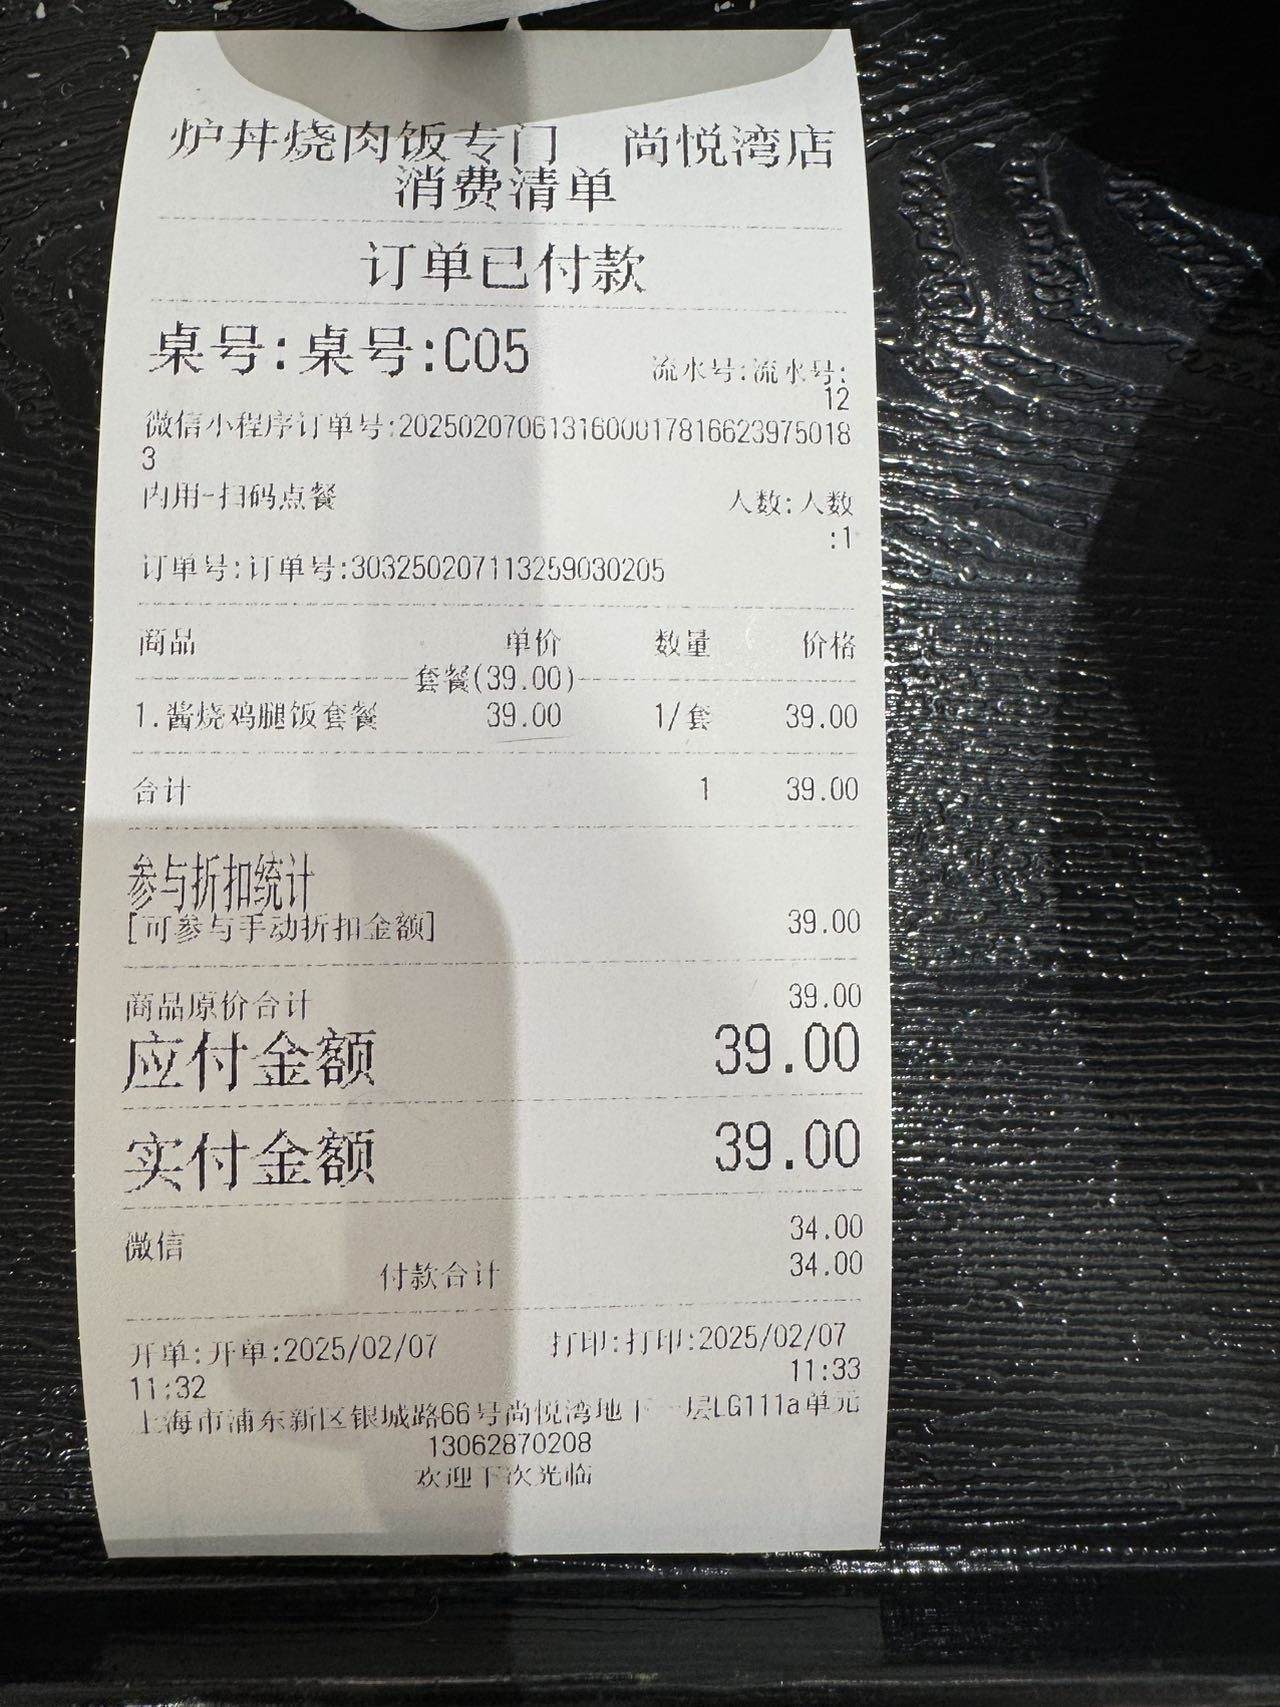 炉丼烧肉饭专门 尚悦湾店
消费清单
订单已付款
桌号:桌号:C05
流水号:流水号:
12
微信小程序订单号:2025020706131600017816623975018
3
内用-扫码点餐
人数:人数
:1
订单号:订单号:303250207113259030205
商品 单价 数量 价格
套餐(39.00)
1.酱烧鸡腿饭套餐 39.00 1/套 39.00
合计 1 39.00
参与折扣统计
[可参与手动折扣金额] 39.00
商品原价合计 39.00
应付金额 39.00
实付金额 39.00
微信 34.00
付款合计 34.00
开单:开单:2025/02/07
11:32
打印:打印:2025/02/07
11:33
上海市浦东新区银城路66号尚悦湾地下一层LG111a单元
13062870208
欢迎下次光临